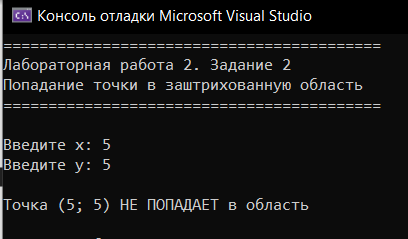 Консоль отладки Microsoft Visual Studio
==========================================
Лабораторная работа 2. Задание 2
Попадание точки в заштрихованную область
==========================================
Введите x: 5
Введите y: 5
Точка (5; 5) НЕ ПОПАДАЕТ в область